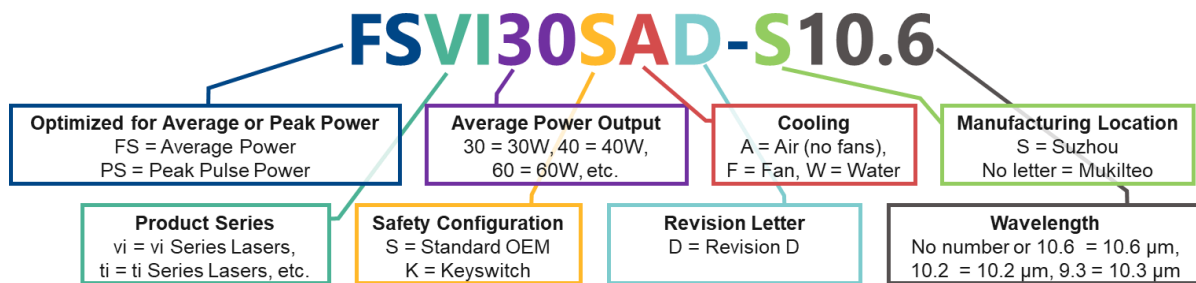 FSVI30SAD-S10.6
Optimized for Average or Peak Power
FS = Average Power
PS = Peak Pulse Power
Average Power Output
30 = 30W, 40 = 40W,
60 = 60W, etc.
Cooling
A = Air (no fans),
F = Fan, W = Water
Manufacturing Location
S = Suzhou
No letter = Mukilteo
Product Series
vi = vi Series Lasers,
ti = ti Series Lasers, etc.
Safety Configuration
S = Standard OEM
K = Keyswitch
Revision Letter
D = Revision D
Wavelength
No number or 10.6 = 10.6 µm,
10.2 = 10.2 µm, 9.3 = 10.3 µm